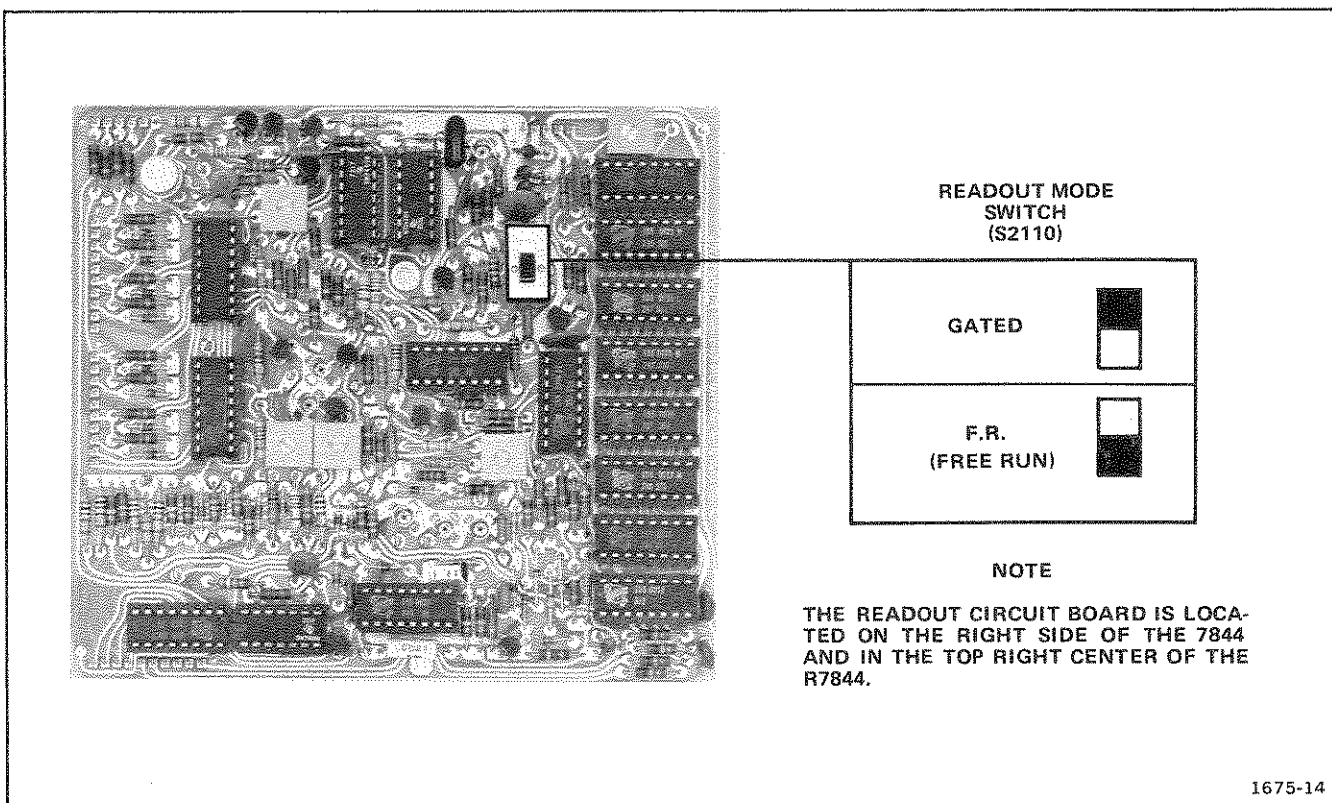 READOUT MODE
SWITCH
(S2110)
GATED
F.R.
(FREE RUN)
NOTE
THE READOUT CIRCUIT BOARD IS LOCA-
TED ON THE RIGHT SIDE OF THE 7844
AND IN THE TOP RIGHT CENTER OF THE
R7844.
1675-14